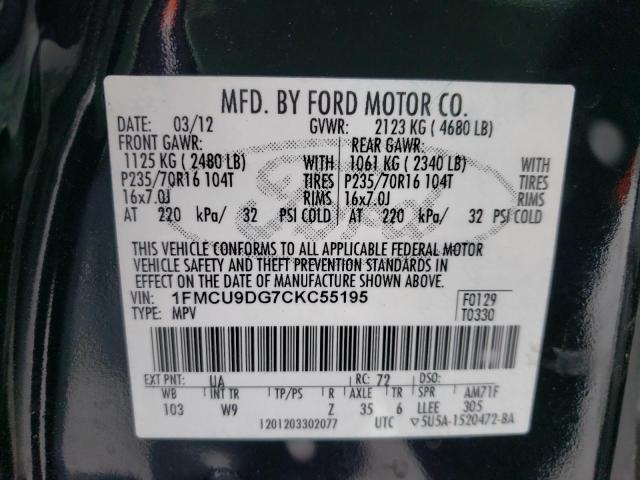 MFD. BY FORD MOTOR CO.
DATE: 03/12 GVWR: 2123 KG ( 4680 LB)
FRONT GAWR: REAR GAWR:
1125 KG ( 2480 LB) WITH 1061 KG ( 2340 LB) WITH
P235/70R16 104T TIRES P235/70R16 104T TIRES
16x7.0J RIMS 16x7.0J RIMS
AT 220 kPa/ 32 PSI COLD AT 220 kPa/ 32 PSI COLD
Ford
THIS VEHICLE CONFORMS TO ALL APPLICABLE FEDERAL MOTOR
VEHICLE SAFETY AND THEFT PREVENTION STANDARDS IN
EFFECT ON THE DATE OF MANUFACTURE SHOWN ABOVE.
VIN: 1FMCU9DG7CKC55195 F0129
TYPE: MPV T0330
EXT PNT: UA RC: 72 DSO:
WB INT TR TP/PS R AXLE TR SPR AM71F
103 W9 Z 35 6 LLEE 305
1201203302077 UTC ▽5U5A-1520472-BA